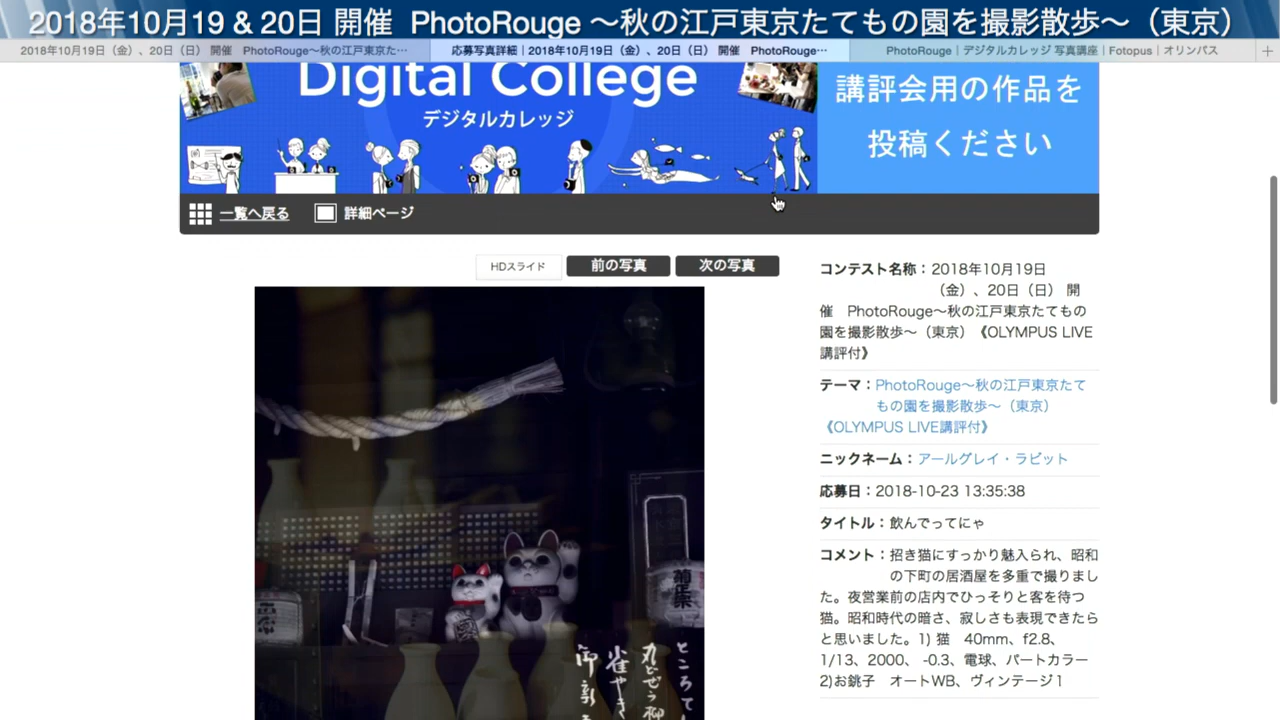 2018年10月19 & 20日 開催 PhotoRouge ～秋の江戸東京たてもの園を撮影散歩～（東京）
2018年10月19日（金）、20日（日） 開催 PhotoRouge～秋の江戸東京た…
応募写真詳細｜2018年10月19日（金）、20日（日） 開催 PhotoRouge…
PhotoRouge｜デジタルカレッジ 写真講座｜Fotopus｜オリンパス
Digital College
デジタルカレッジ
講評会用の作品を
投稿ください
一覧へ戻る
詳細ページ
HDスライド
前の写真
次の写真
コンテスト名称：2018年10月19日
（金）、20日（日） 開
催 PhotoRouge～秋の江戸東京たてもの
園を撮影散歩～（東京）《OLYMPUS LIVE
講評付》
テーマ：PhotoRouge～秋の江戸東京たて
もの園を撮影散歩～（東京）
《OLYMPUS LIVE講評付》
ニックネーム：アールグレイ・ラビット
応募日：2018-10-23 13:35:38
タイトル：飲んでってにゃ
コメント：招き猫にすっかり魅入られ、昭和
の下町の居酒屋を多重で撮りまし
た。夜営業前の店内でひっそりと客を待つ
猫。昭和時代の暗さ、寂しさも表現できたら
と思いました。1) 猫 40mm、f2.8、
1/13、2000、 -0.3、電球、パートカラー
2)お銚子 オートWB、ヴィンテージ 1
菊正宗
ところて
丸どぜう 柳
雀やき
御